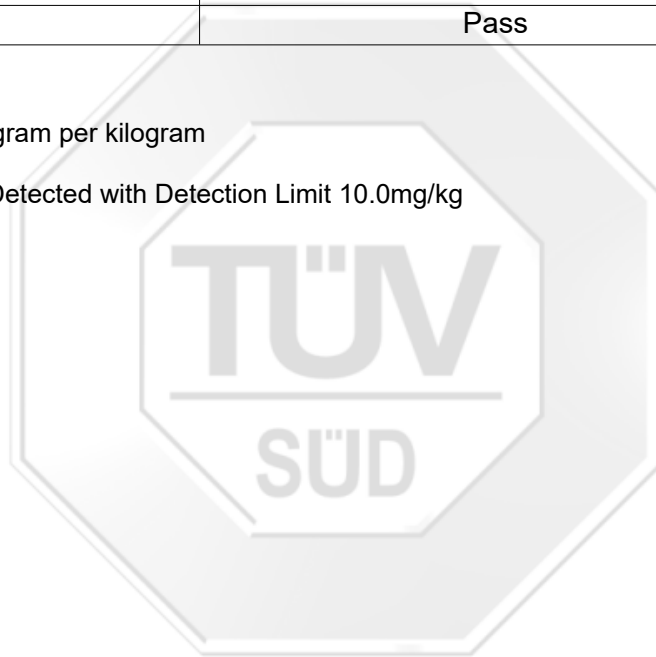 Pass
gram per kilogram
Detected with Detection Limit 10.0mg/kg
TÜV
SÜD